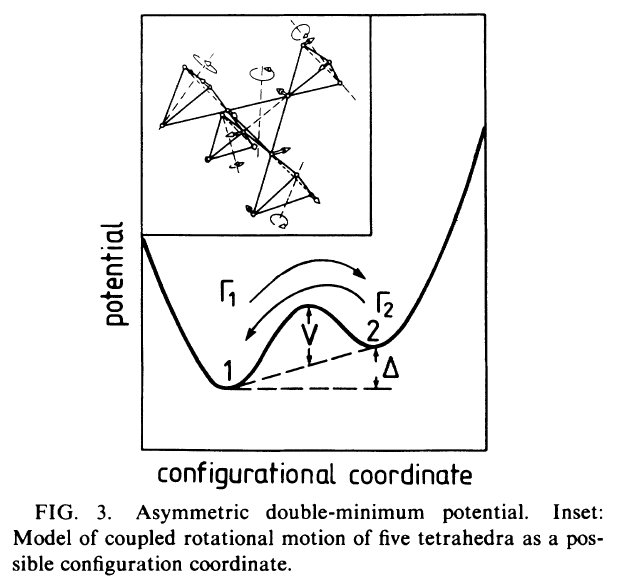 potential
Γ₁
Γ₂
V
1
2
Δ
configurational coordinate
FIG. 3. Asymmetric double-minimum potential. Inset:
Model of coupled rotational motion of five tetrahedra as a pos-
sible configuration coordinate.